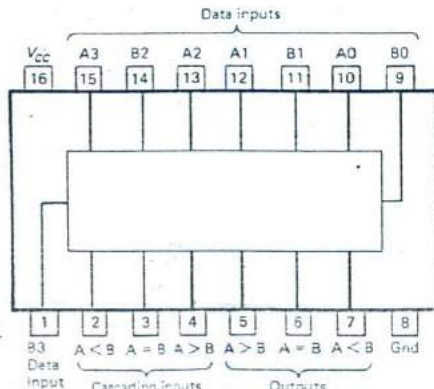 Data inputs
V_CC A3 B2 A2 A1 B1 A0 B0
16 15 14 13 12 11 10 9
1 2 3 4 5 6 7 8
B3 A < B A = B A > B A > B A = B A < B Gnd
Data
input Cascading inputs Outputs